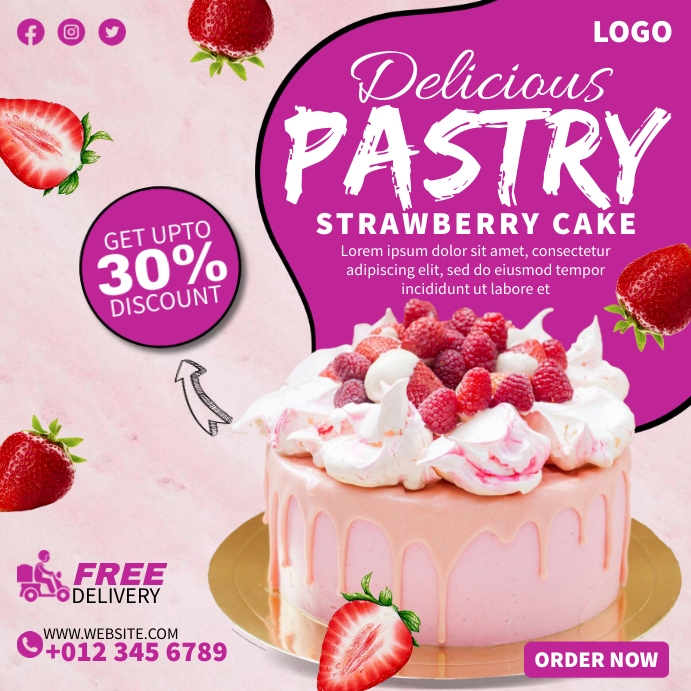 LOGO
Delicious
PASTRY
STRAWBERRY CAKE
Lorem ipsum dolor sit amet, consectetur
adipiscing elit, sed do eiusmod tempor
incididunt ut labore et
GET UPTO
30%
DISCOUNT
FREE
DELIVERY
WWW.WEBSITE.COM
+012 345 6789
ORDER NOW